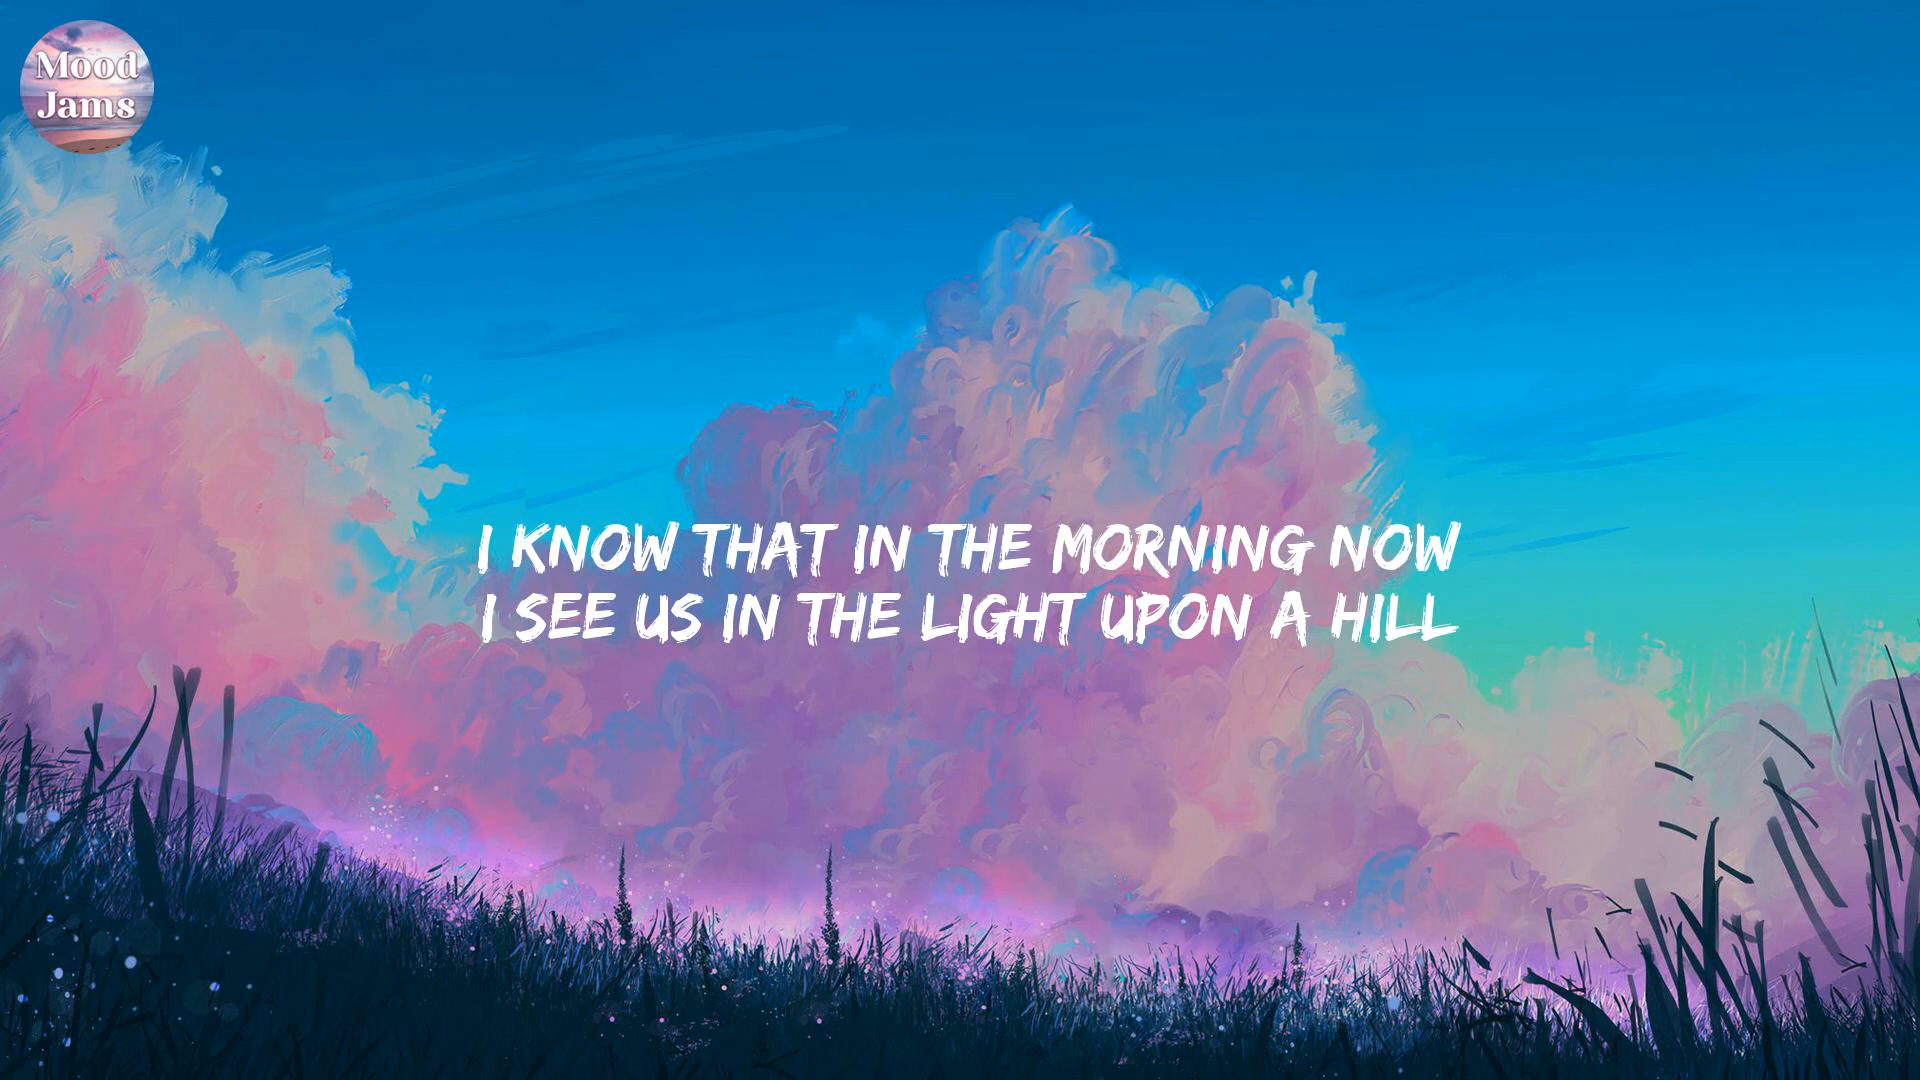 Mood
Jams
I KNOW THAT IN THE MORNING NOW
I SEE US IN THE LIGHT UPON A HILL